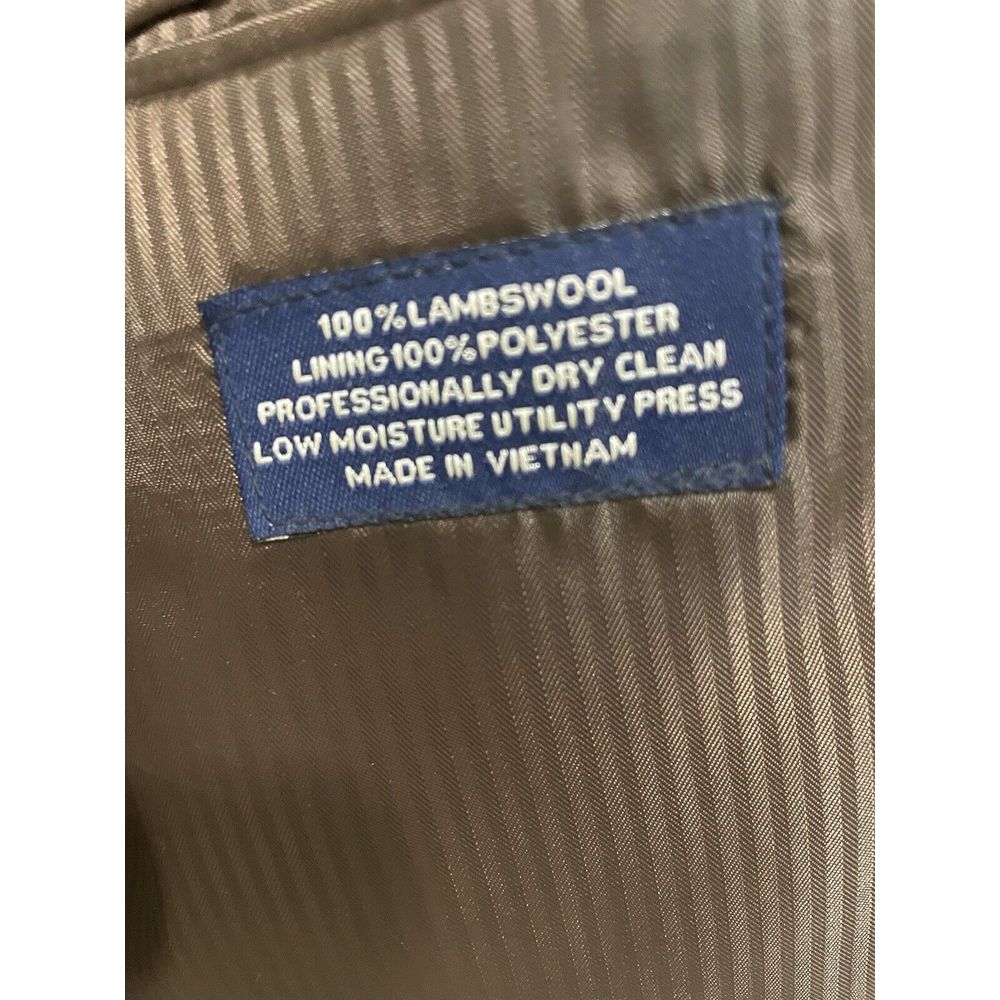 100%LAMBSWOOL
LINING100%POLYESTER
PROFESSIONALLY DRY CLEAN
LOW MOISTURE UTILITY PRESS
MADE IN VIETNAM